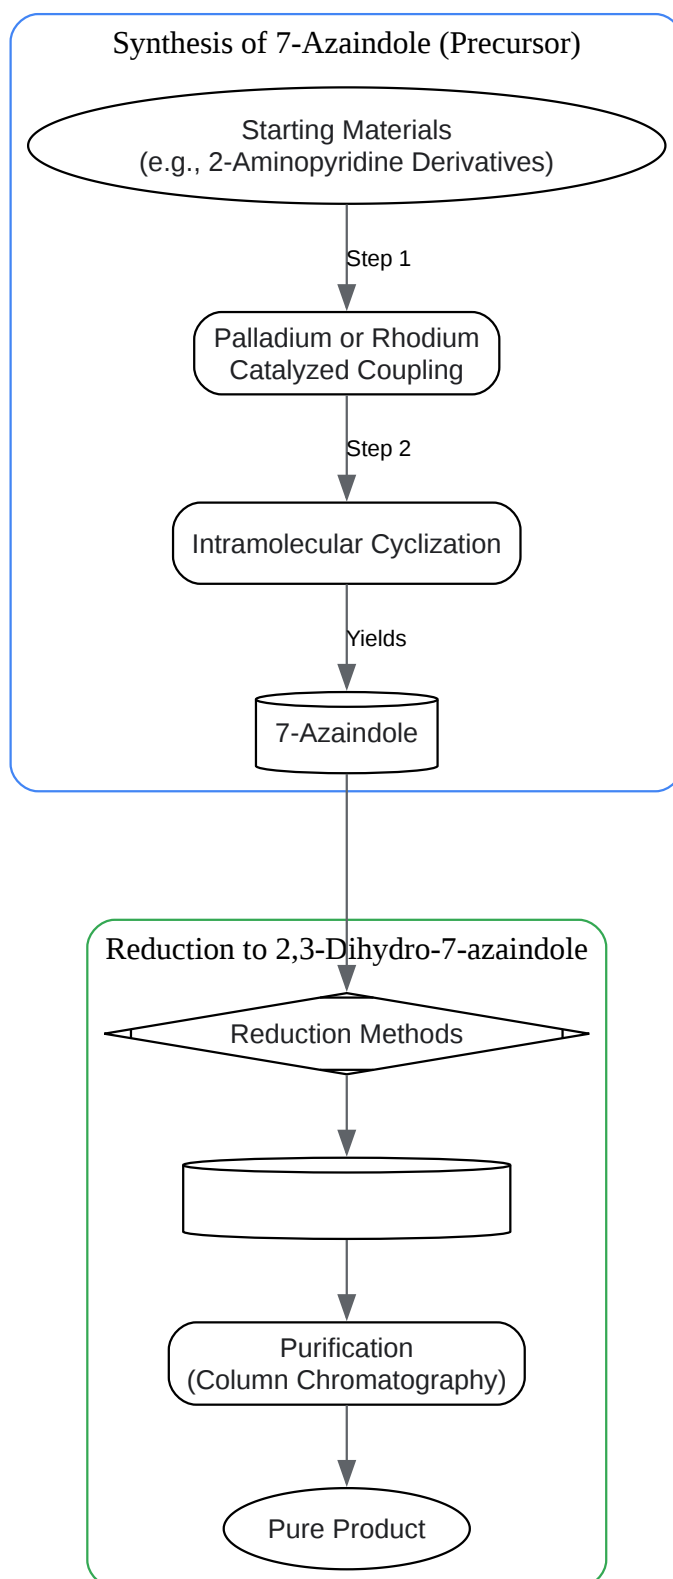 Synthesis of 7-Azaindole (Precursor)
Starting Materials
(e.g., 2-Aminopyridine Derivatives)
Step 1
Palladium or Rhodium
Catalyzed Coupling
Step 2
Intramolecular Cyclization
Yields
7-Azaindole
Reduction to 2,3-Dihydro-7-azaindole
Reduction Methods
Purification
(Column Chromatography)
Pure Product